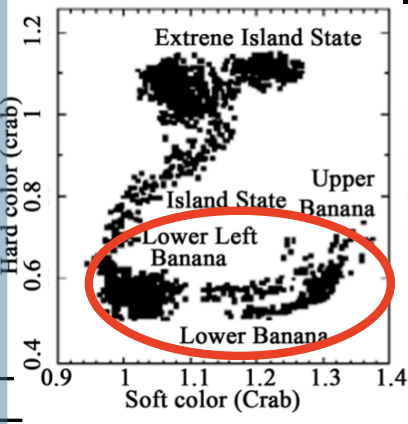 Extrene Island State
Island State
Upper
Banana
Lower Left
Banana
Lower Banana
Hard color (crab)
0.4 0.6 0.8 1 1.2
0.9 1 1.1 1.2 1.3 1.4
Soft color (Crab)